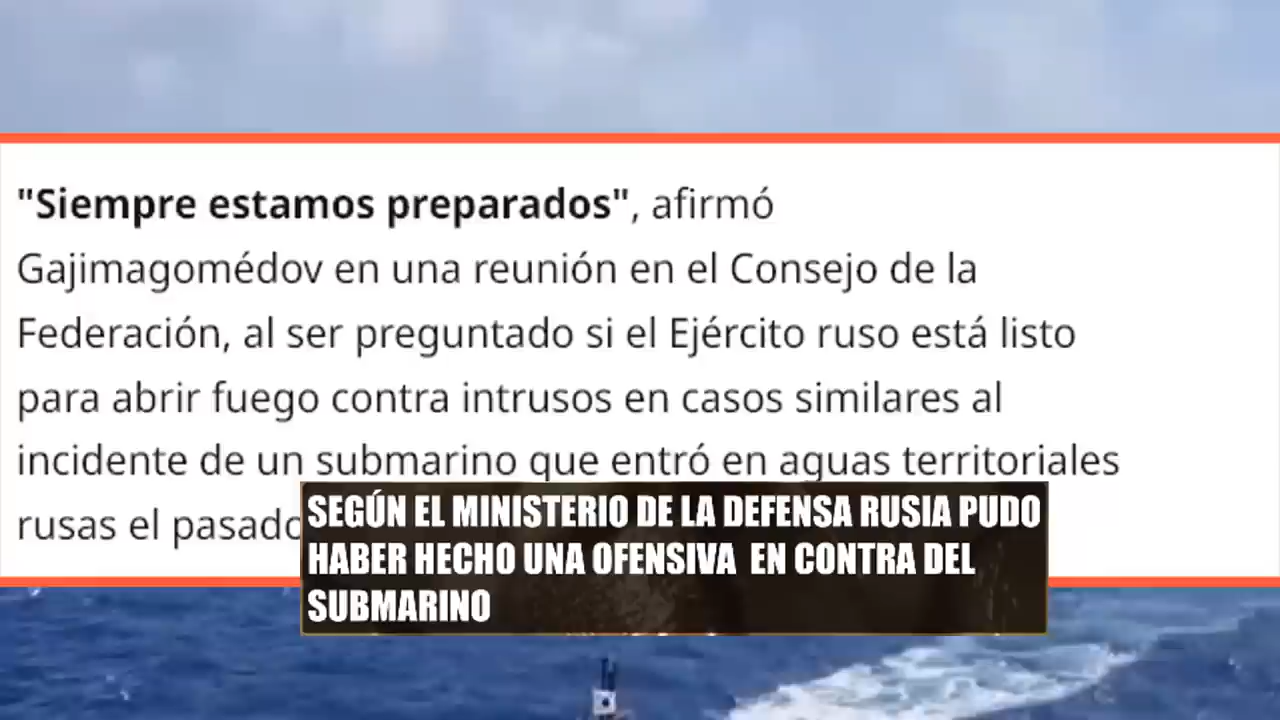 "Siempre estamos preparados", afirmó
Gajimagomédov en una reunión en el Consejo de la
Federación, al ser preguntado si el Ejército ruso está listo
para abrir fuego contra intrusos en casos similares al
incidente de un submarino que entró en aguas territoriales
rusas el pasado
SEGÚN EL MINISTERIO DE LA DEFENSA RUSIA PUDO
HABER HECHO UNA OFENSIVA EN CONTRA DEL
SUBMARINO